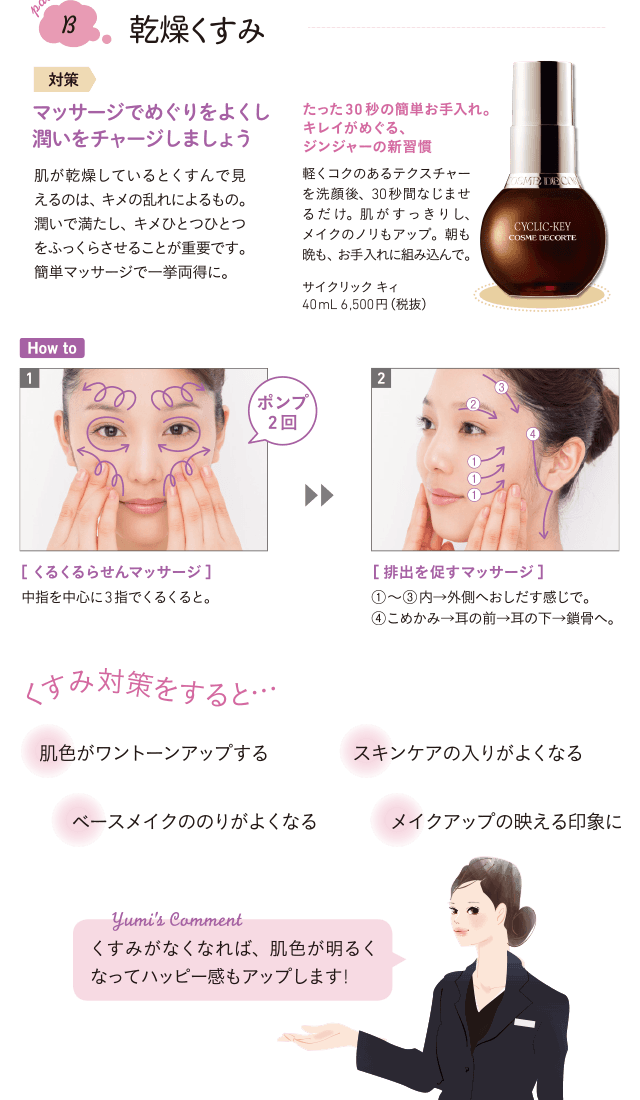 B
乾燥くすみ
対策
マッサージでめぐりをよくし
潤いをチャージしましょう
肌が乾燥しているとくすんで見
えるのは、キメの乱れによるもの。
潤いで満たし、キメひとつひとつ
をふっくらさせることが重要です。
簡単マッサージで一挙両得に。
たった30秒の簡単お手入れ。
キレイがめぐる、
ジンジャーの新習慣
軽くコクのあるテクスチャー
を洗顔後、30秒間なじませ
るだけ。肌がすっきりし、
メイクのノリもアップ。朝も
晩も、お手入れに組み込んで。
サイクリック キィ
40mL 6,500円（税抜）
CYCLIC-KEY
COSME DECORTE
How to
1
ポンプ
2回
2
③
②
④
①
①
①
［くるくるらせんマッサージ］
中指を中心に3指でくるくると。
［排出を促すマッサージ］
①〜③内→外側へおしだす感じで。
④こめかみ→耳の前→耳の下→鎖骨へ。
くすみ対策をすると…
肌色がワントーンアップする
スキンケアの入りがよくなる
ベースメイクののりがよくなる
メイクアップの映える印象に
Yumi's Comment
くすみがなくなれば、肌色が明るく
なってハッピー感もアップします!